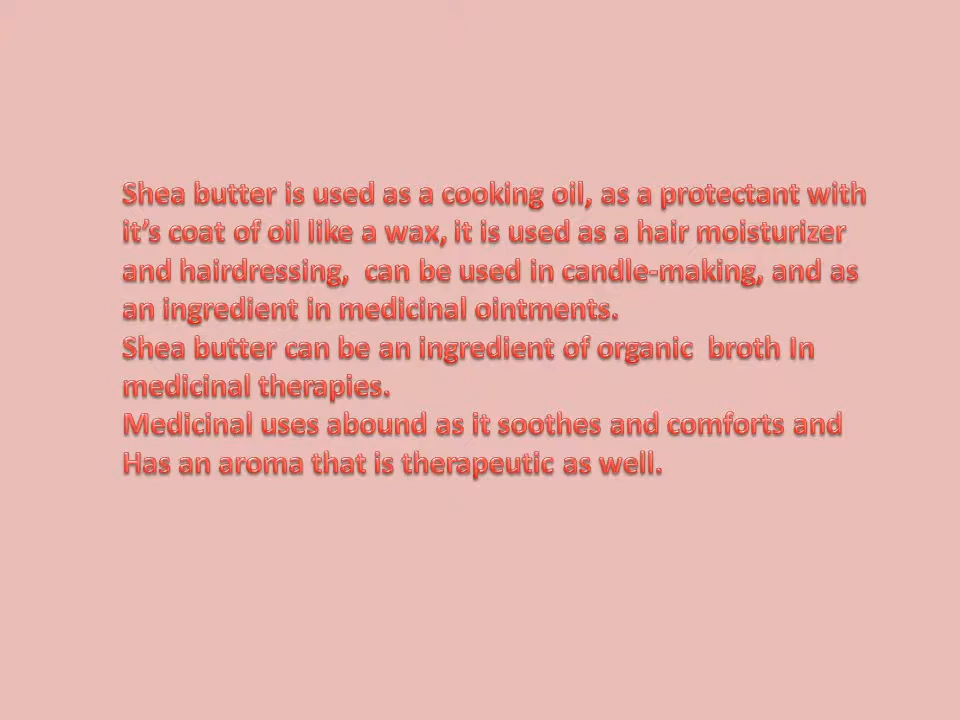 Shea butter is used as a cooking oil, as a protectant with
it’s coat of oil like a wax, it is used as a hair moisturizer
and hairdressing,  can be used in candle-making, and as
an ingredient in medicinal ointments.
Shea butter can be an ingredient of organic  broth In
medicinal therapies.
Medicinal uses abound as it soothes and comforts and
Has an aroma that is therapeutic as well.